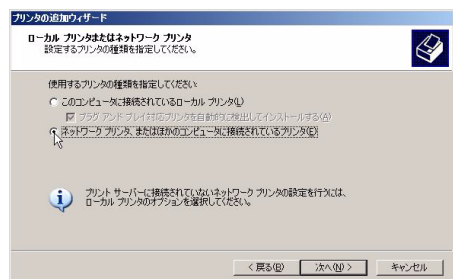 プリンタの追加ウィザード
ローカル プリンタまたはネットワーク プリンタ
設定するプリンタの種類を指定してください。
使用するプリンタの種類を指定してください:
このコンピュータに接続されているローカル プリンタ(L)
プラグ アンド プレイ対応プリンタを自動的に検出してインストールする(A)
ネットワーク プリンタ、またはほかのコンピュータに接続されているプリンタ(E)
プリント サーバーに接続されていないネットワーク プリンタの設定を行うには、
ローカル プリンタのオプションを選択してください。
< 戻る(B)
次へ(N) >
キャンセル